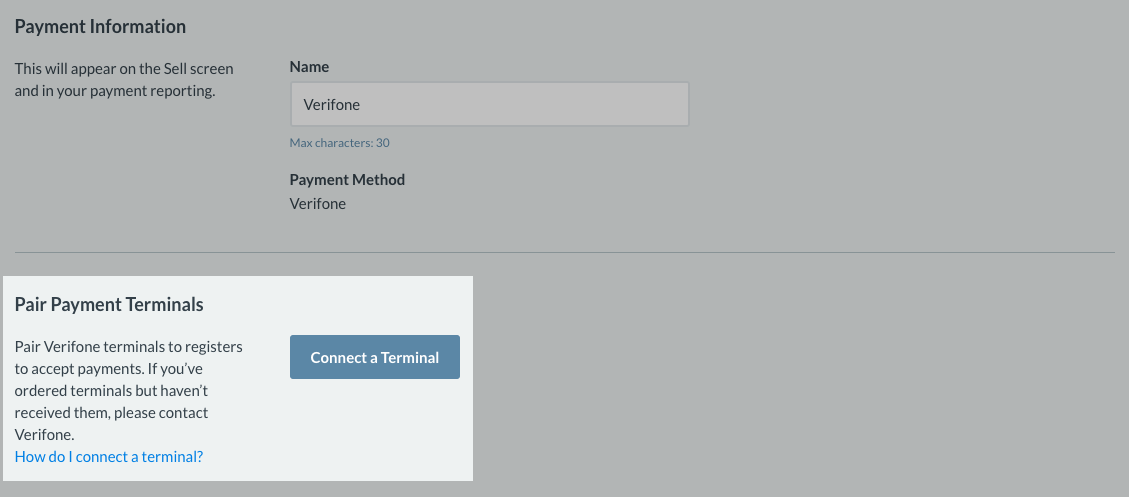 Payment Information
This will appear on the Sell screen
and in your payment reporting.
Name
Verifone
Max characters: 30
Payment Method
Verifone
Pair Payment Terminals
Pair Verifone terminals to registers
to accept payments. If you’ve
ordered terminals but haven’t
received them, please contact
Verifone.
How do I connect a terminal?
Connect a Terminal